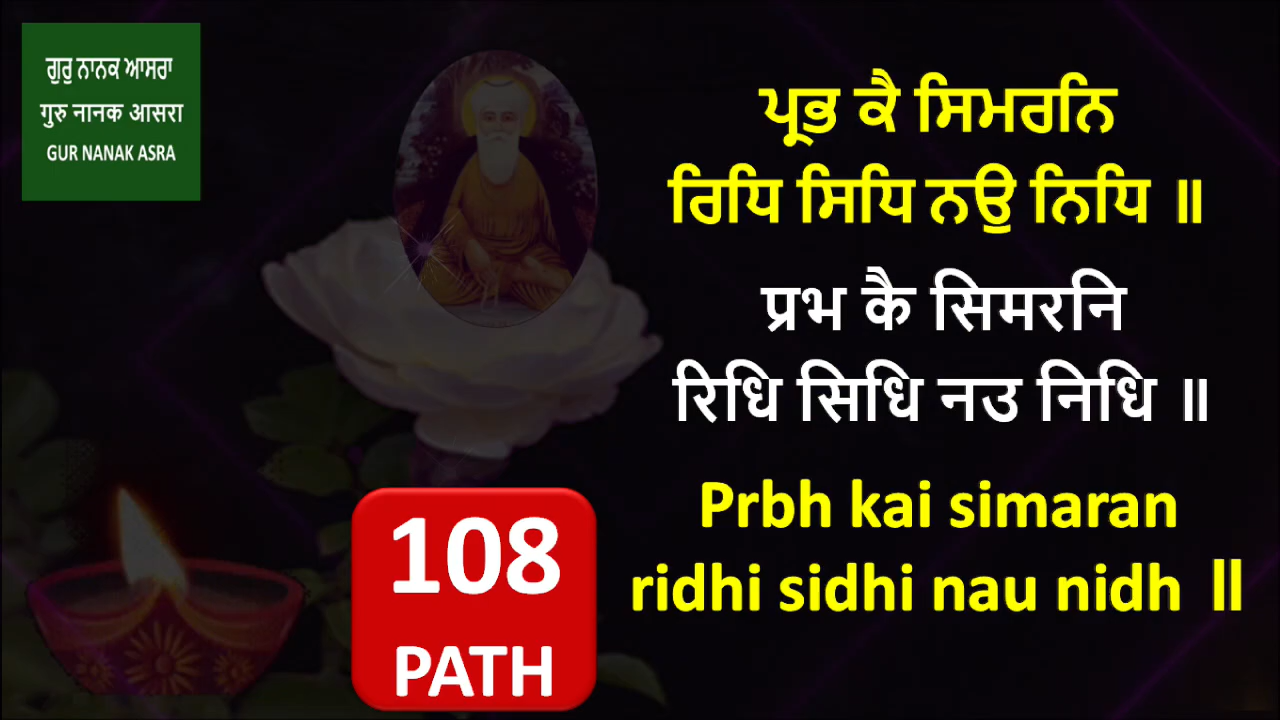 ਗੁਰੁ ਨਾਨਕ ਆਸਰਾ
गुरु नानक आसरा
GUR NANAK ASRA
ਪ੍ਰਭ ਕੈ ਸਿਮਰਨਿ
ਰਿਧਿ ਸਿਧਿ ਨਉ ਨਿਧਿ ॥
प्रभ कै सिमरनि
रिधि सिधि नउ निधि ॥
Prbh kai simaran
ridhi sidhi nau nidh ॥
108
PATH